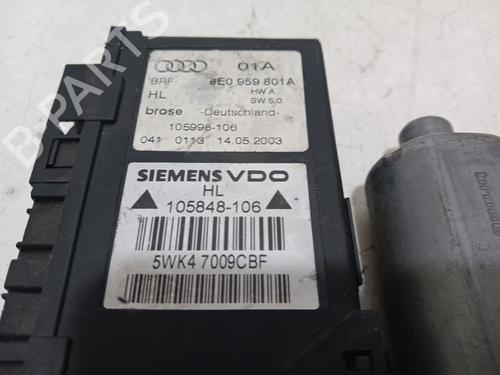 01A
BRF 8E0 959 801A
HL HW A
SW 5.0
brose -Deutschland-
105996-106
041 0113 14.05.2003
SIEMENS VDO
HL
105848-106
5WK4 7009CBF
B-PARTS